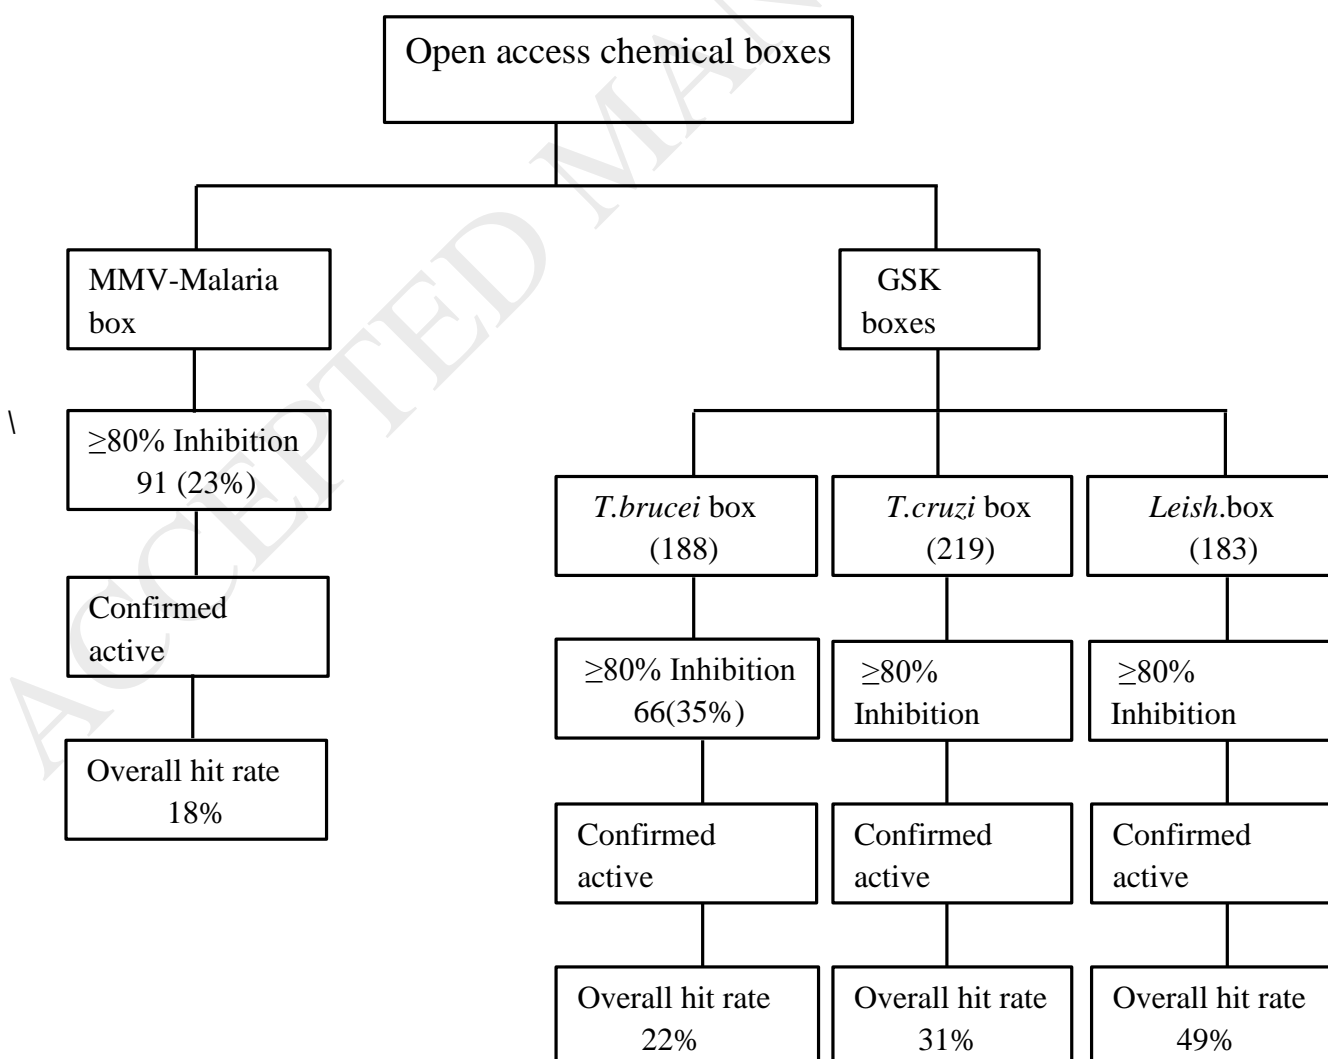 Open access chemical boxes
MMV-Malaria
box
GSK
boxes
\
≥80% Inhibition
91 (23%)
T.brucei box
(188)
T.cruzi box
(219)
Leish.box
(183)
Confirmed
active
≥80% Inhibition
66(35%)
≥80%
Inhibition
≥80%
Inhibition
Overall hit rate
18%
Confirmed
active
Confirmed
active
Confirmed
active
Overall hit rate
22%
Overall hit rate
31%
Overall hit rate
49%
ACCEPTED MAN